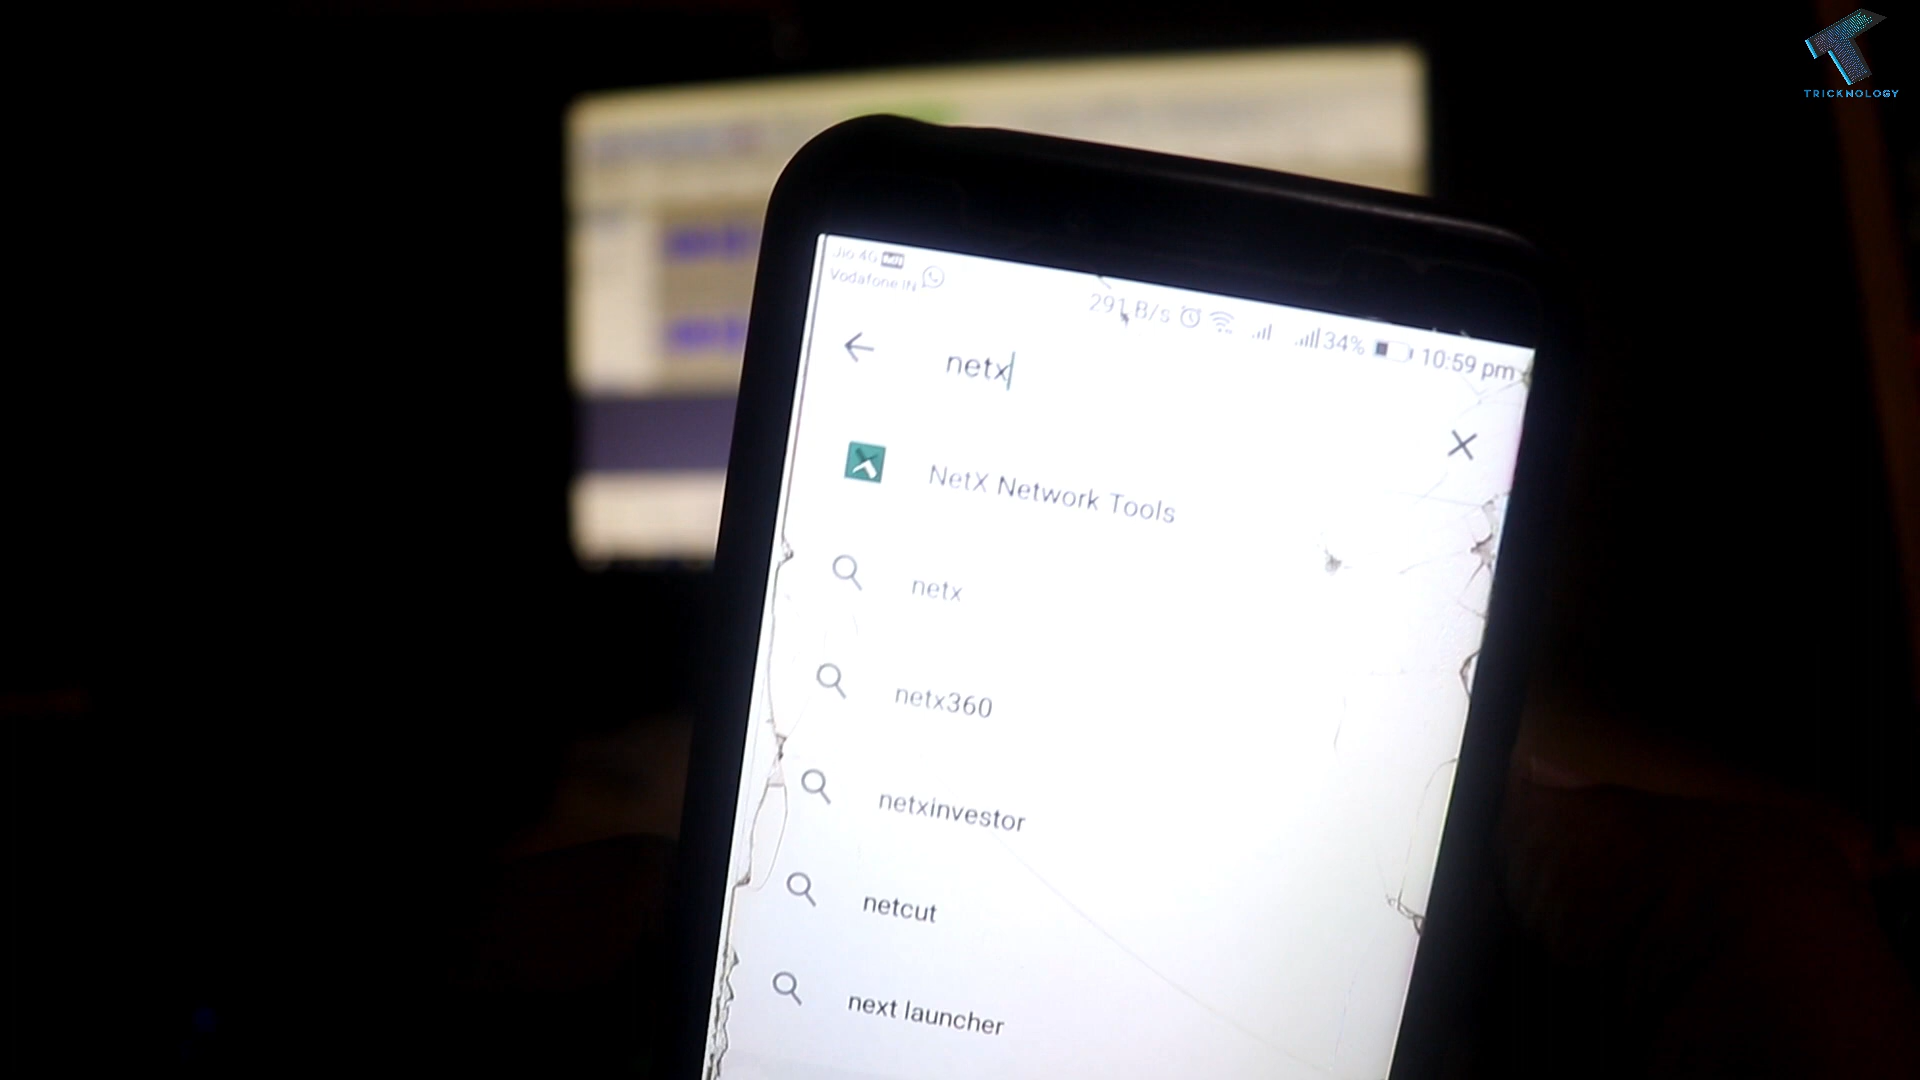 TRICKNOLOGY
Jio 4G VoLTE
Vodafone IN
291 B/s 34% 10:59 pm
netx
NetX Network Tools
netx
netx360
netxinvestor
netcut
next launcher